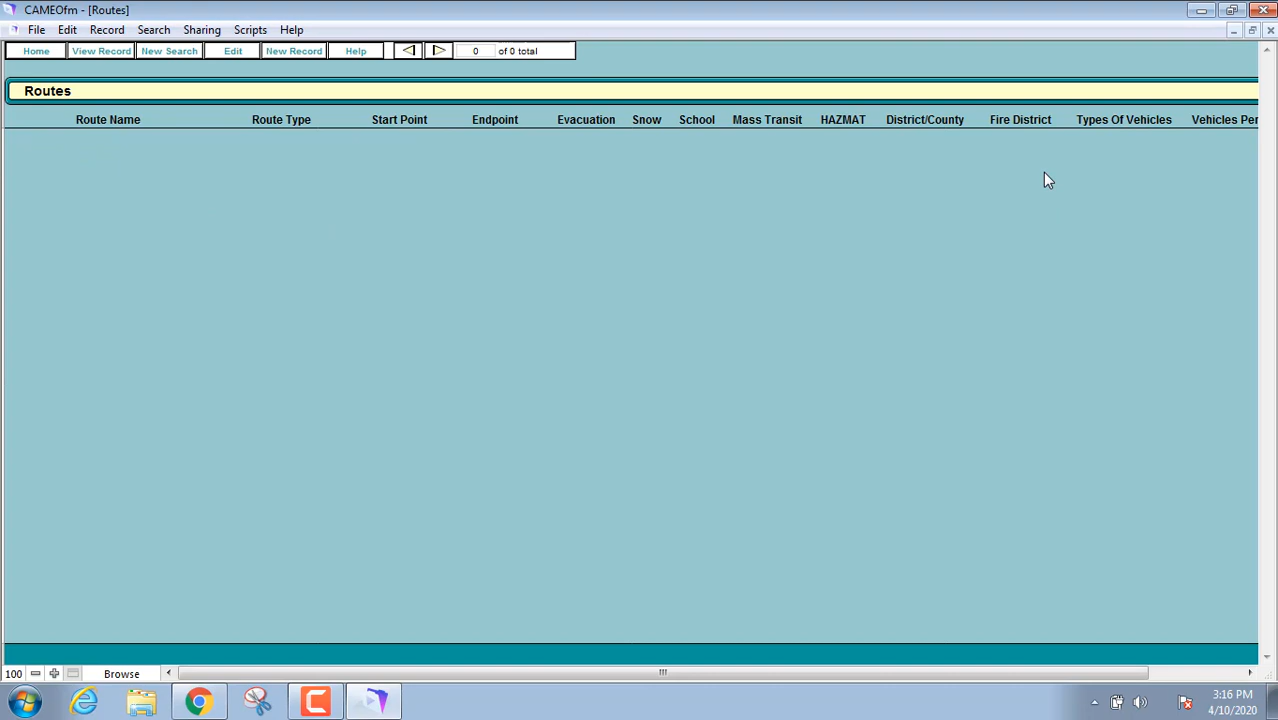 CAMEOfm - [Routes]
File Edit Record Search Sharing Scripts Help
Home View Record New Search Edit New Record Help 0 of 0 total
Routes
Route Name Route Type Start Point Endpoint Evacuation Snow School Mass Transit HAZMAT District/County Fire District Types Of Vehicles Vehicles Per
100 Browse
3:16 PM
4/10/2020